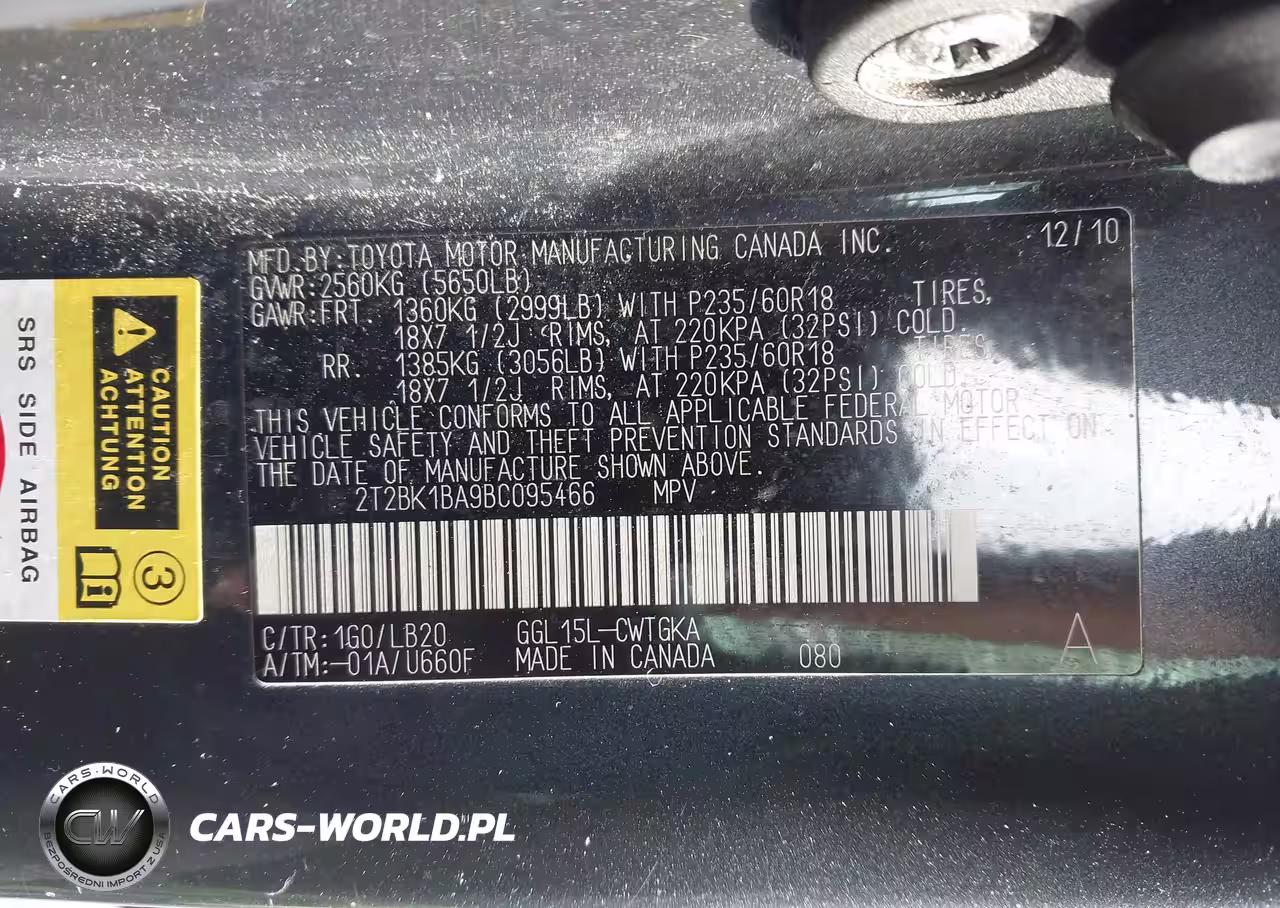 MFD.BY:TOYOTA MOTOR MANUFACTURING CANADA INC. 12/10
GVWR:2560KG (5650LB)
GAWR:FRT. 1360KG (2999LB) WITH P235/60R18 TIRES,
18X7 1/2J RIMS, AT 220KPA (32PSI) COLD.
RR. 1385KG (3056LB) WITH P235/60R18 TIRES,
18X7 1/2J RIMS, AT 220KPA (32PSI) COLD.
THIS VEHICLE CONFORMS TO ALL APPLICABLE FEDERAL MOTOR
VEHICLE SAFETY AND THEFT PREVENTION STANDARDS IN EFFECT ON
THE DATE OF MANUFACTURE SHOWN ABOVE.
2T2BK1BA9BC095466 MPV
C/TR:1G0/LB20 GGL15L-CWTGKA
A/TM:-01A/U660F MADE IN CANADA 080 A
CAUTION
ATTENTION
ACHTUNG
3
SRS SIDE AIRBAG
CARS-WORLD
CW
BEZPOŚREDNI IMPORT Z USA
CARS-WORLD.PL